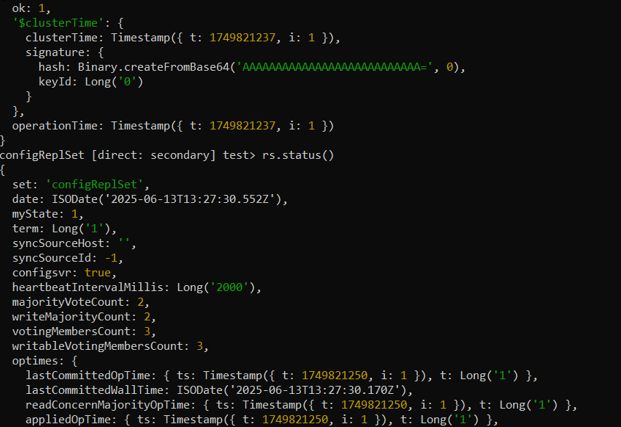 ok: 1,
'$clusterTime': {
clusterTime: Timestamp({ t: 1749821237, i: 1 }),
signature: {
hash: Binary.createFromBase64('AAAAAAAAAAAAAAAAAAAAAAAAAAA=', 0),
keyId: Long('0')
}
},
operationTime: Timestamp({ t: 1749821237, i: 1 })
}
configReplSet [direct: secondary] test> rs.status()
{
set: 'configReplSet',
date: ISODate('2025-06-13T13:27:30.552Z'),
myState: 1,
term: Long('1'),
syncSourceHost: '',
syncSourceId: -1,
configsvr: true,
heartbeatIntervalMillis: Long('2000'),
majorityVoteCount: 2,
writeMajorityCount: 2,
votingMembersCount: 3,
writableVotingMembersCount: 3,
optimes: {
lastCommittedOpTime: { ts: Timestamp({ t: 1749821250, i: 1 }), t: Long('1') },
lastCommittedWallTime: ISODate('2025-06-13T13:27:30.170Z'),
readConcernMajorityOpTime: { ts: Timestamp({ t: 1749821250, i: 1 }), t: Long('1') },
appliedOpTime: { ts: Timestamp({ t: 1749821250, i: 1 }), t: Long('1') },